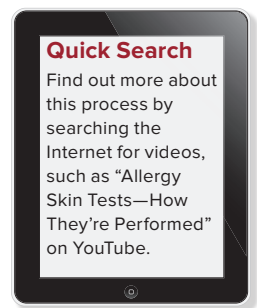 Quick Search
Find out more about
this process by
searching the
Internet for videos,
such as “Allergy
Skin Tests—How
They’re Performed”
on YouTube.